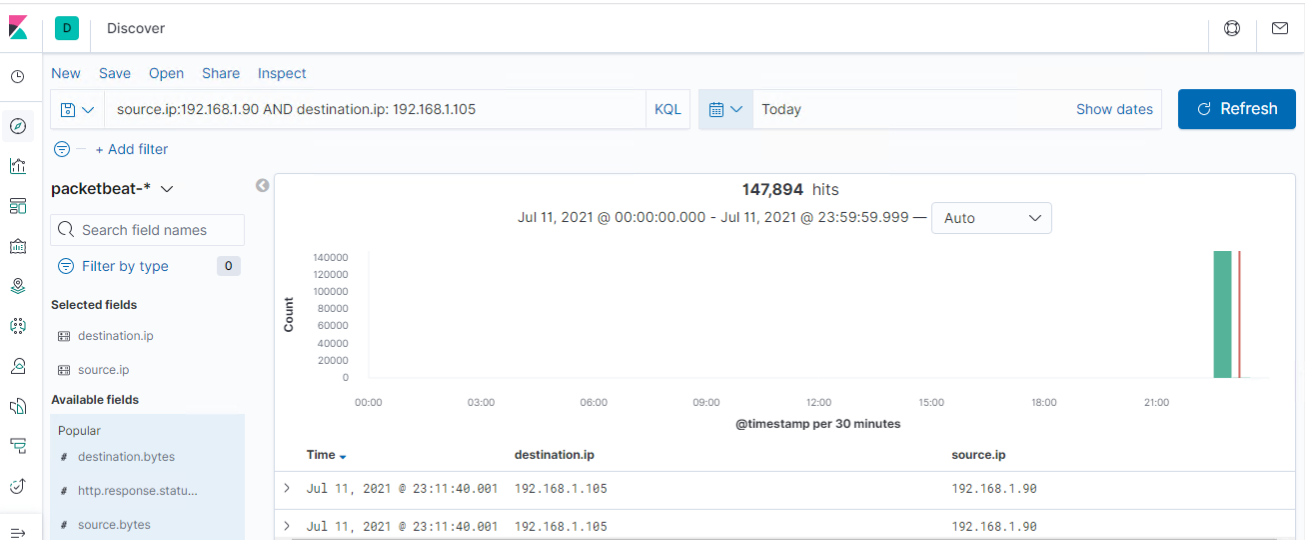 D Discover
New Save Open Share Inspect
source.ip:192.168.1.90 AND destination.ip: 192.168.1.105 KQL Today Show dates Refresh
+ Add filter
packetbeat-*
Search field names
Filter by type 0
Selected fields
destination.ip
source.ip
Available fields
Popular
# destination.bytes
# http.response.statu...
# source.bytes
147,894 hits
Jul 11, 2021 @ 00:00:00.000 - Jul 11, 2021 @ 23:59:59.999 — Auto
Count
140000
120000
100000
80000
60000
40000
20000
0
00:00 03:00 06:00 09:00 12:00 15:00 18:00 21:00
@timestamp per 30 minutes
Time destination.ip source.ip
Jul 11, 2021 @ 23:11:40.001 192.168.1.105 192.168.1.90
Jul 11, 2021 @ 23:11:40.001 192.168.1.105 192.168.1.90